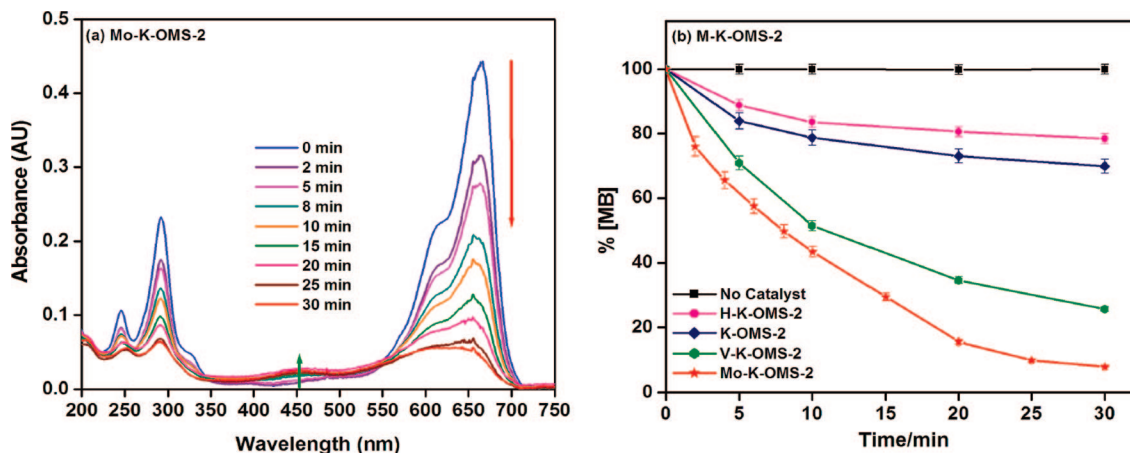 (a) Mo-K-OMS-2
Absorbance (AU)
0.5
0.4
0.3
0.2
0.1
0.0
0 min
2 min
5 min
8 min
10 min
15 min
20 min
25 min
30 min
200 250 300 350 400 450 500 550 600 650 700 750
Wavelength (nm)
(b) M-K-OMS-2
% [MB]
100
80
60
40
20
0
No Catalyst
H-K-OMS-2
K-OMS-2
V-K-OMS-2
Mo-K-OMS-2
0 5 10 15 20 25 30
Time/min